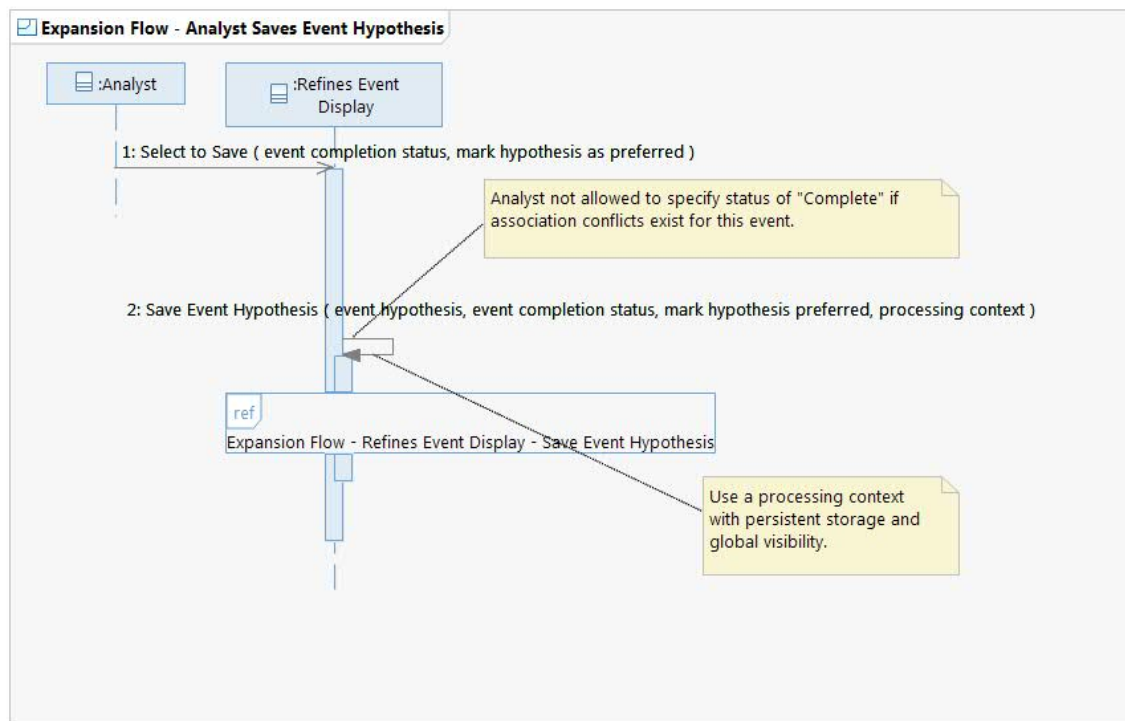 Expansion Flow - Analyst Saves Event Hypothesis
:Analyst
:Refines Event
Display
1: Select to Save ( event completion status, mark hypothesis as preferred )
Analyst not allowed to specify status of "Complete" if
association conflicts exist for this event.
2: Save Event Hypothesis ( event hypothesis, event completion status, mark hypothesis preferred, processing context )
ref
Expansion Flow - Refines Event Display - Save Event Hypothesis
Use a processing context
with persistent storage and
global visibility.